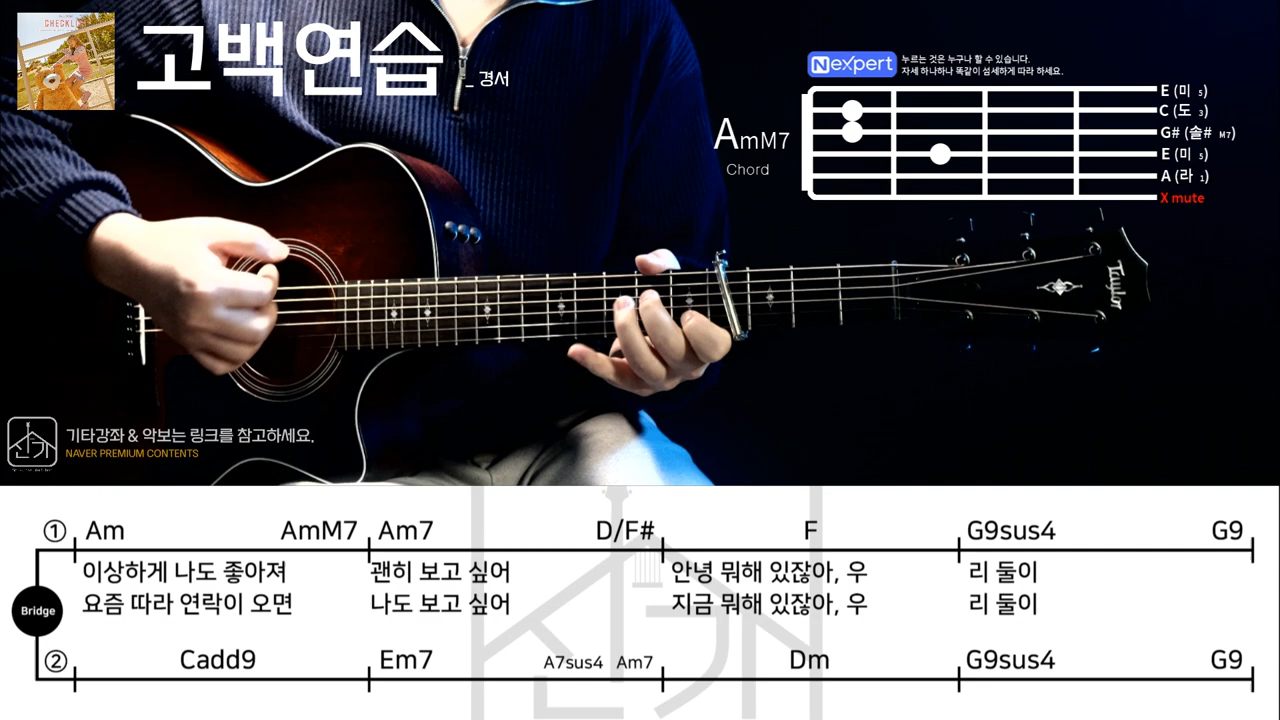 CHECKLIST
고백연습 _ 경서
Nexpert
누르는 것은 누구나 할 수 있습니다.
자세 하나하나 똑같이 섬세하게 따라 하세요.
AmM7
Chord
E (미 5)
C (도 3)
G# (솔# M7)
E (미 5)
A (라 1)
X mute
Taylor
신가
기타강좌 & 악보는 링크를 참고하세요.
NAVER PREMIUM CONTENTS
① Am AmM7 Am7 D/F# F G9sus4 G9
이상하게 나도 좋아져 괜히 보고 싶어 안녕 뭐해 있잖아, 우 리 둘이
요즘 따라 연락이 오면 나도 보고 싶어 지금 뭐해 있잖아, 우 리 둘이
Bridge
② Cadd9 Em7 A7sus4 Am7 Dm G9sus4 G9